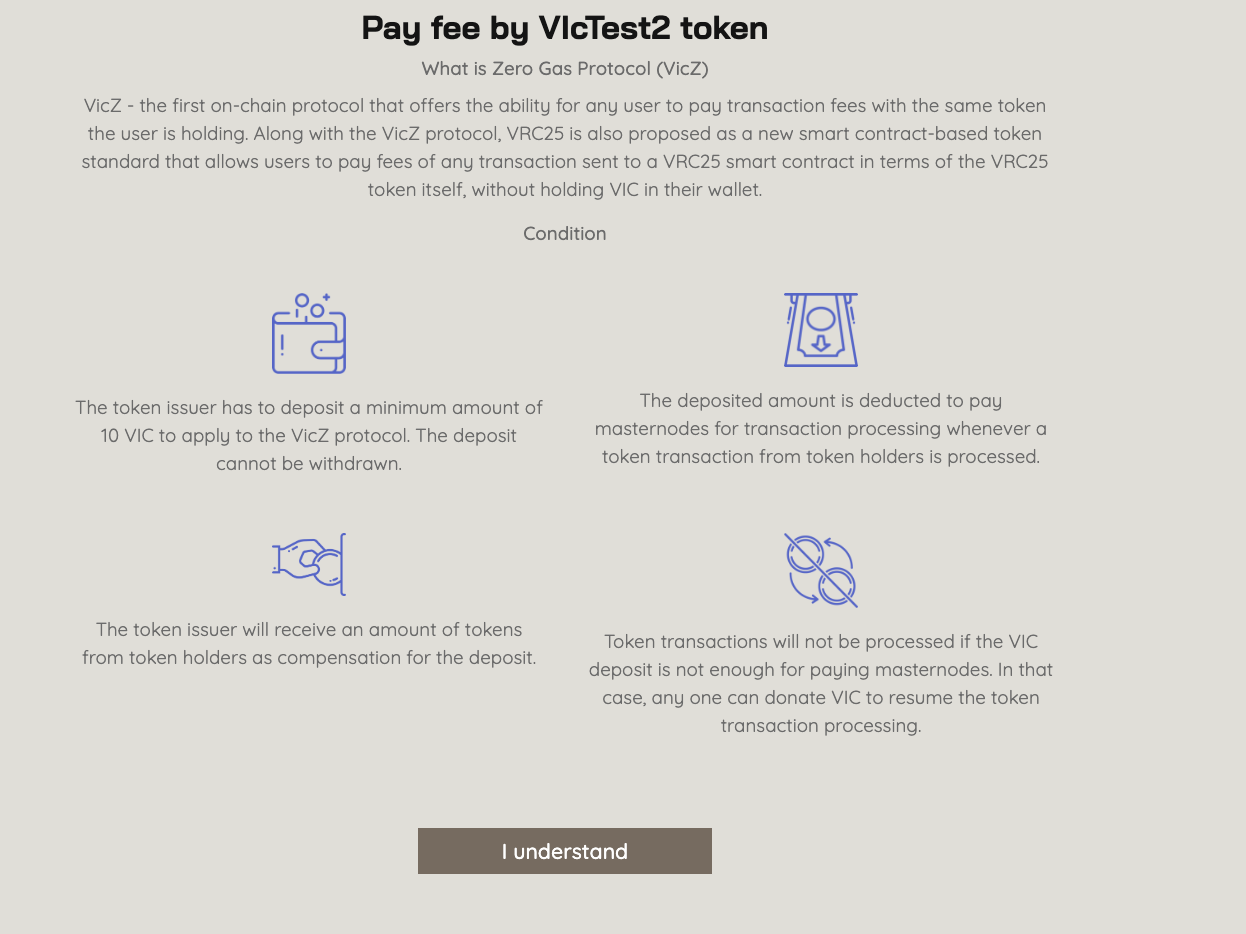 Pay fee by VIcTest2 token
What is Zero Gas Protocol (VicZ)
VicZ - the first on-chain protocol that offers the ability for any user to pay transaction fees with the same token
the user is holding. Along with the VicZ protocol, VRC25 is also proposed as a new smart contract-based token
standard that allows users to pay fees of any transaction sent to a VRC25 smart contract in terms of the VRC25
token itself, without holding VIC in their wallet.
Condition
The token issuer has to deposit a minimum amount of
10 VIC to apply to the VicZ protocol. The deposit
cannot be withdrawn.
The deposited amount is deducted to pay
masternodes for transaction processing whenever a
token transaction from token holders is processed.
The token issuer will receive an amount of tokens
from token holders as compensation for the deposit.
Token transactions will not be processed if the VIC
deposit is not enough for paying masternodes. In that
case, any one can donate VIC to resume the token
transaction processing.
I understand